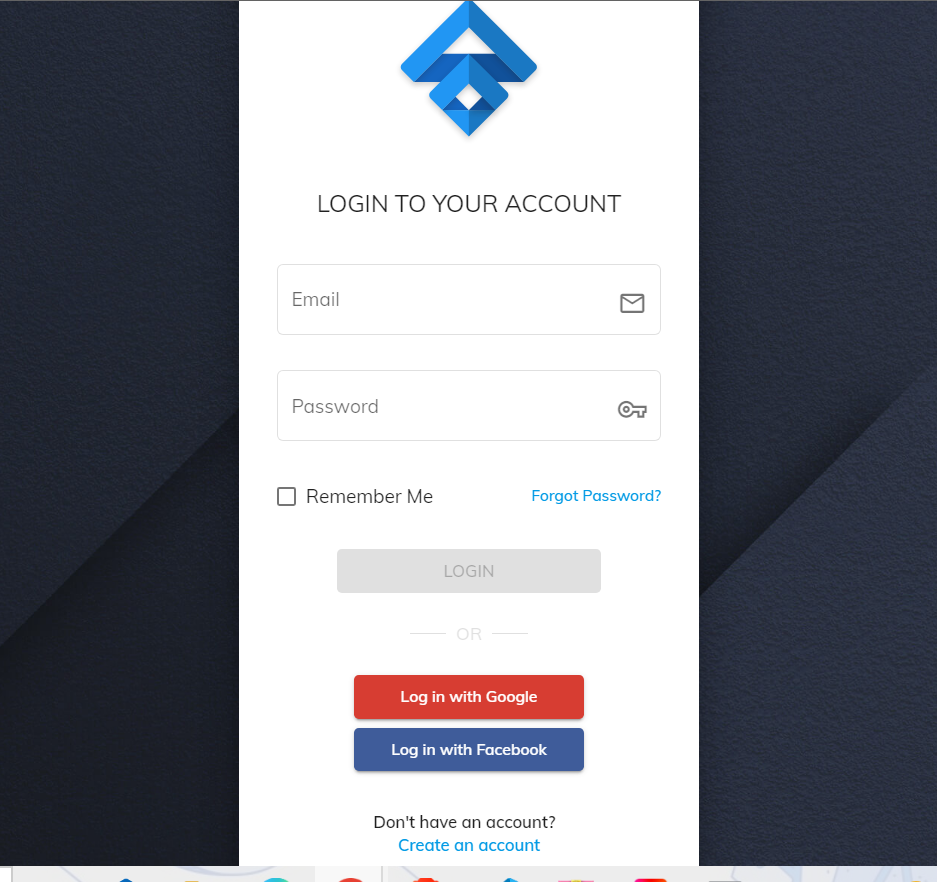 LOGIN TO YOUR ACCOUNT
Email
Password
Remember Me
Forgot Password?
LOGIN
OR
Log in with Google
Log in with Facebook
Don't have an account?
Create an account